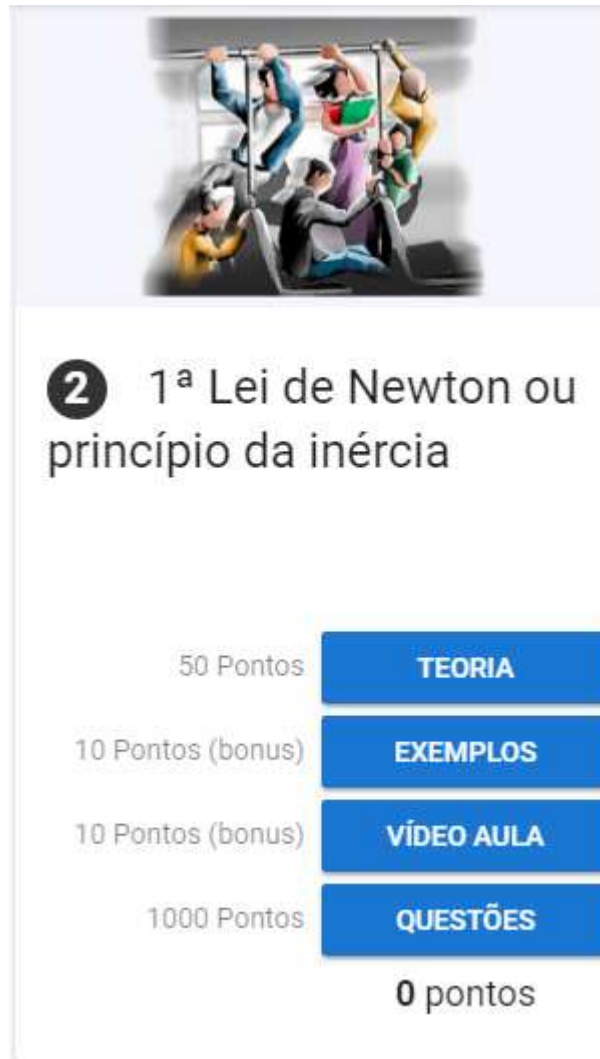 2 1ª Lei de Newton ou
princípio da inércia
50 Pontos TEORIA
10 Pontos (bonus) EXEMPLOS
10 Pontos (bonus) VÍDEO AULA
1000 Pontos QUESTÕES
0 pontos